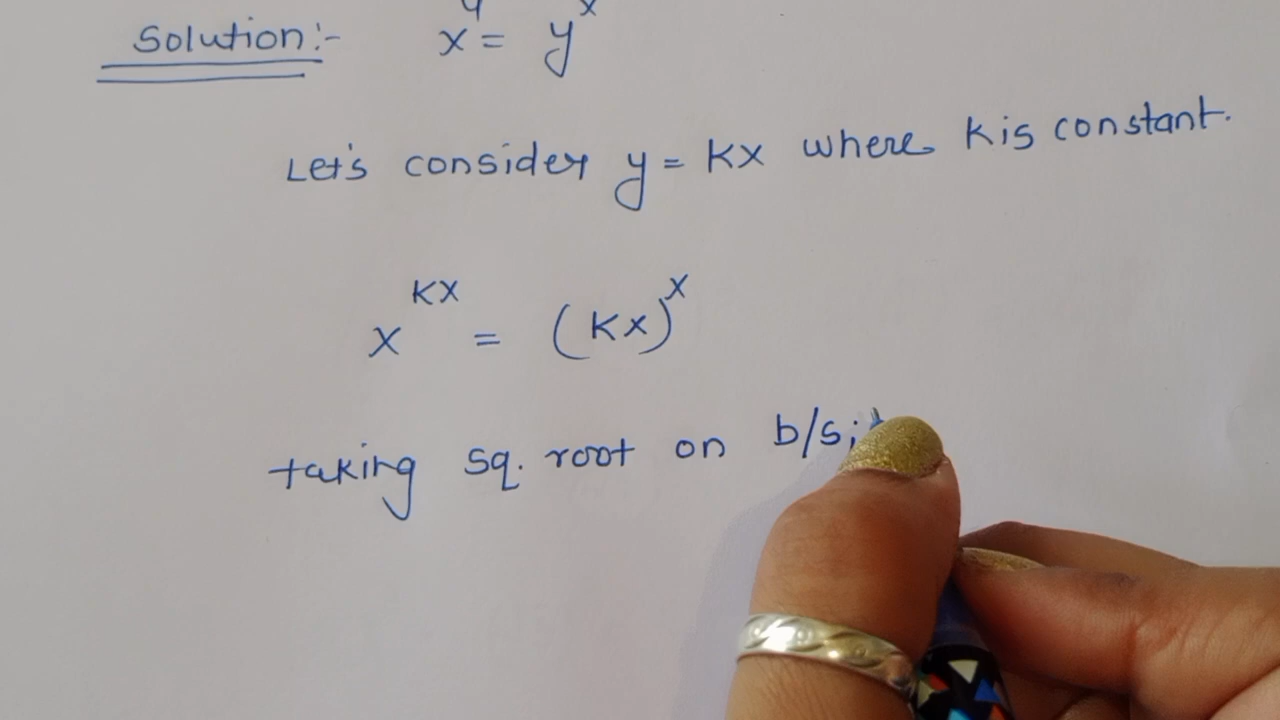 Solution:- x^y = y^x
Let's consider y = kx where k is constant.
x^kx = (kx)^x
taking sq. root on b/s;